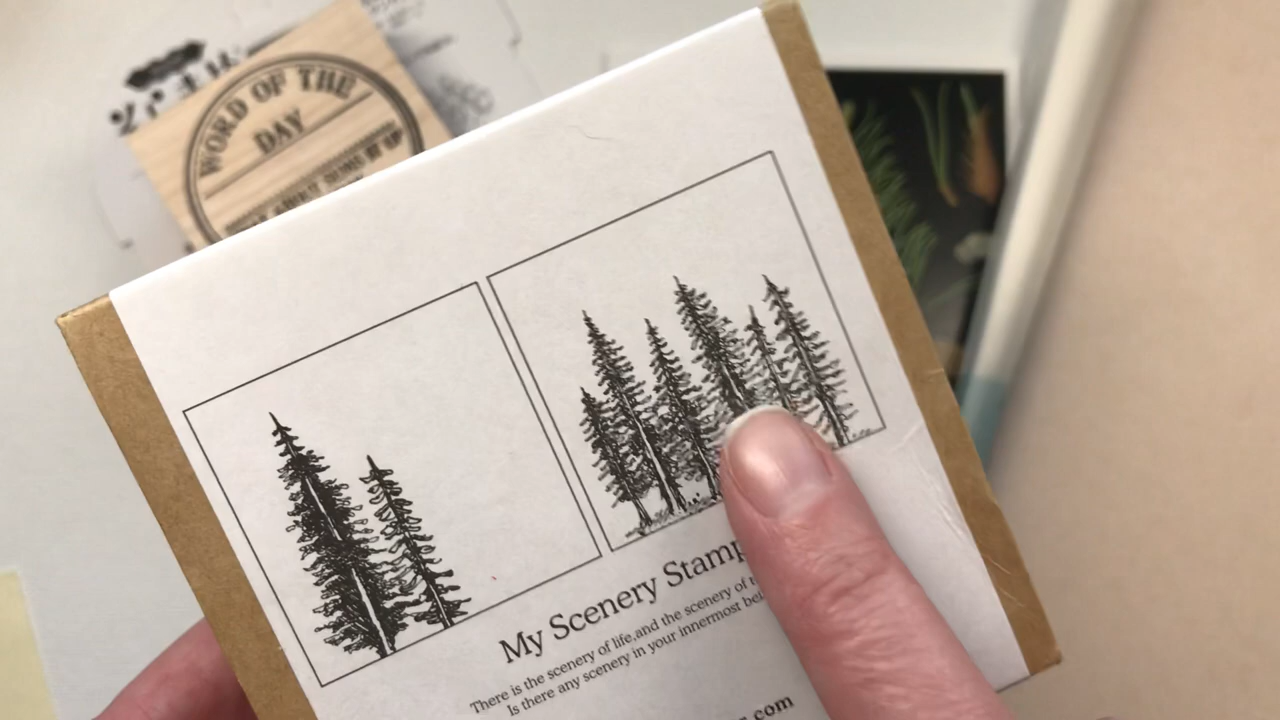 WORD OF THE
DAY
My Scenery Stamp
There is the scenery of life,and the scenery of
Is there any scenery in your innermost
.com